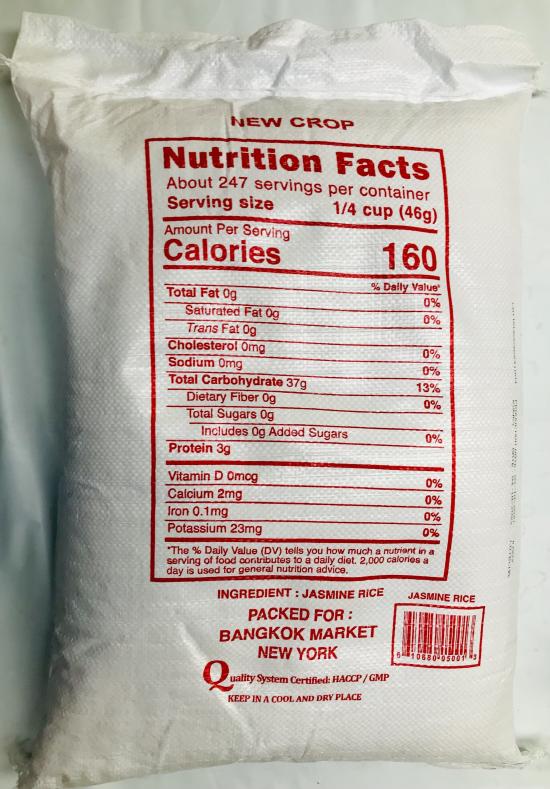 NEW CROP
Nutrition Facts
About 247 servings per container
Serving size 1/4 cup (46g)
Amount Per Serving
Calories 160
% Daily Value*
Total Fat 0g 0%
Saturated Fat 0g 0%
Trans Fat 0g
Cholesterol 0mg 0%
Sodium 0mg 0%
Total Carbohydrate 37g 13%
Dietary Fiber 0g 0%
Total Sugars 0g
Includes 0g Added Sugars 0%
Protein 3g
Vitamin D 0mcg 0%
Calcium 2mg 0%
Iron 0.1mg 0%
Potassium 23mg 0%
*The % Daily Value (DV) tells you how much a nutrient in a
serving of food contributes to a daily diet. 2,000 calories a
day is used for general nutrition advice.
INGREDIENT : JASMINE RICE
JASMINE RICE
PACKED FOR :
BANGKOK MARKET
NEW YORK
6 10680 05001 3
Quality System Certified: HACCP / GMP
KEEP IN A COOL AND DRY PLACE